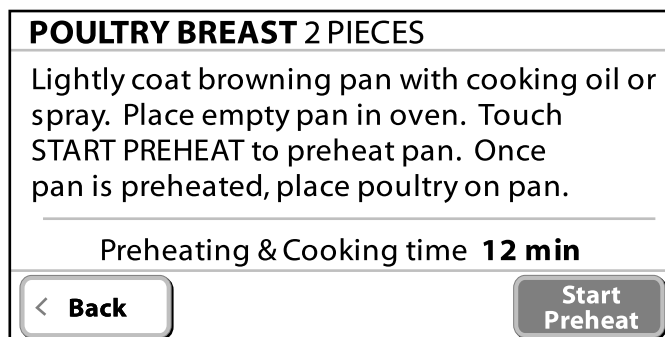 POULTRY BREAST 2 PIECES
Lightly coat browning pan with cooking oil or
spray. Place empty pan in oven. Touch
START PREHEAT to preheat pan. Once
pan is preheated, place poultry on pan.
Preheating & Cooking time 12 min
< Back
Start
Preheat